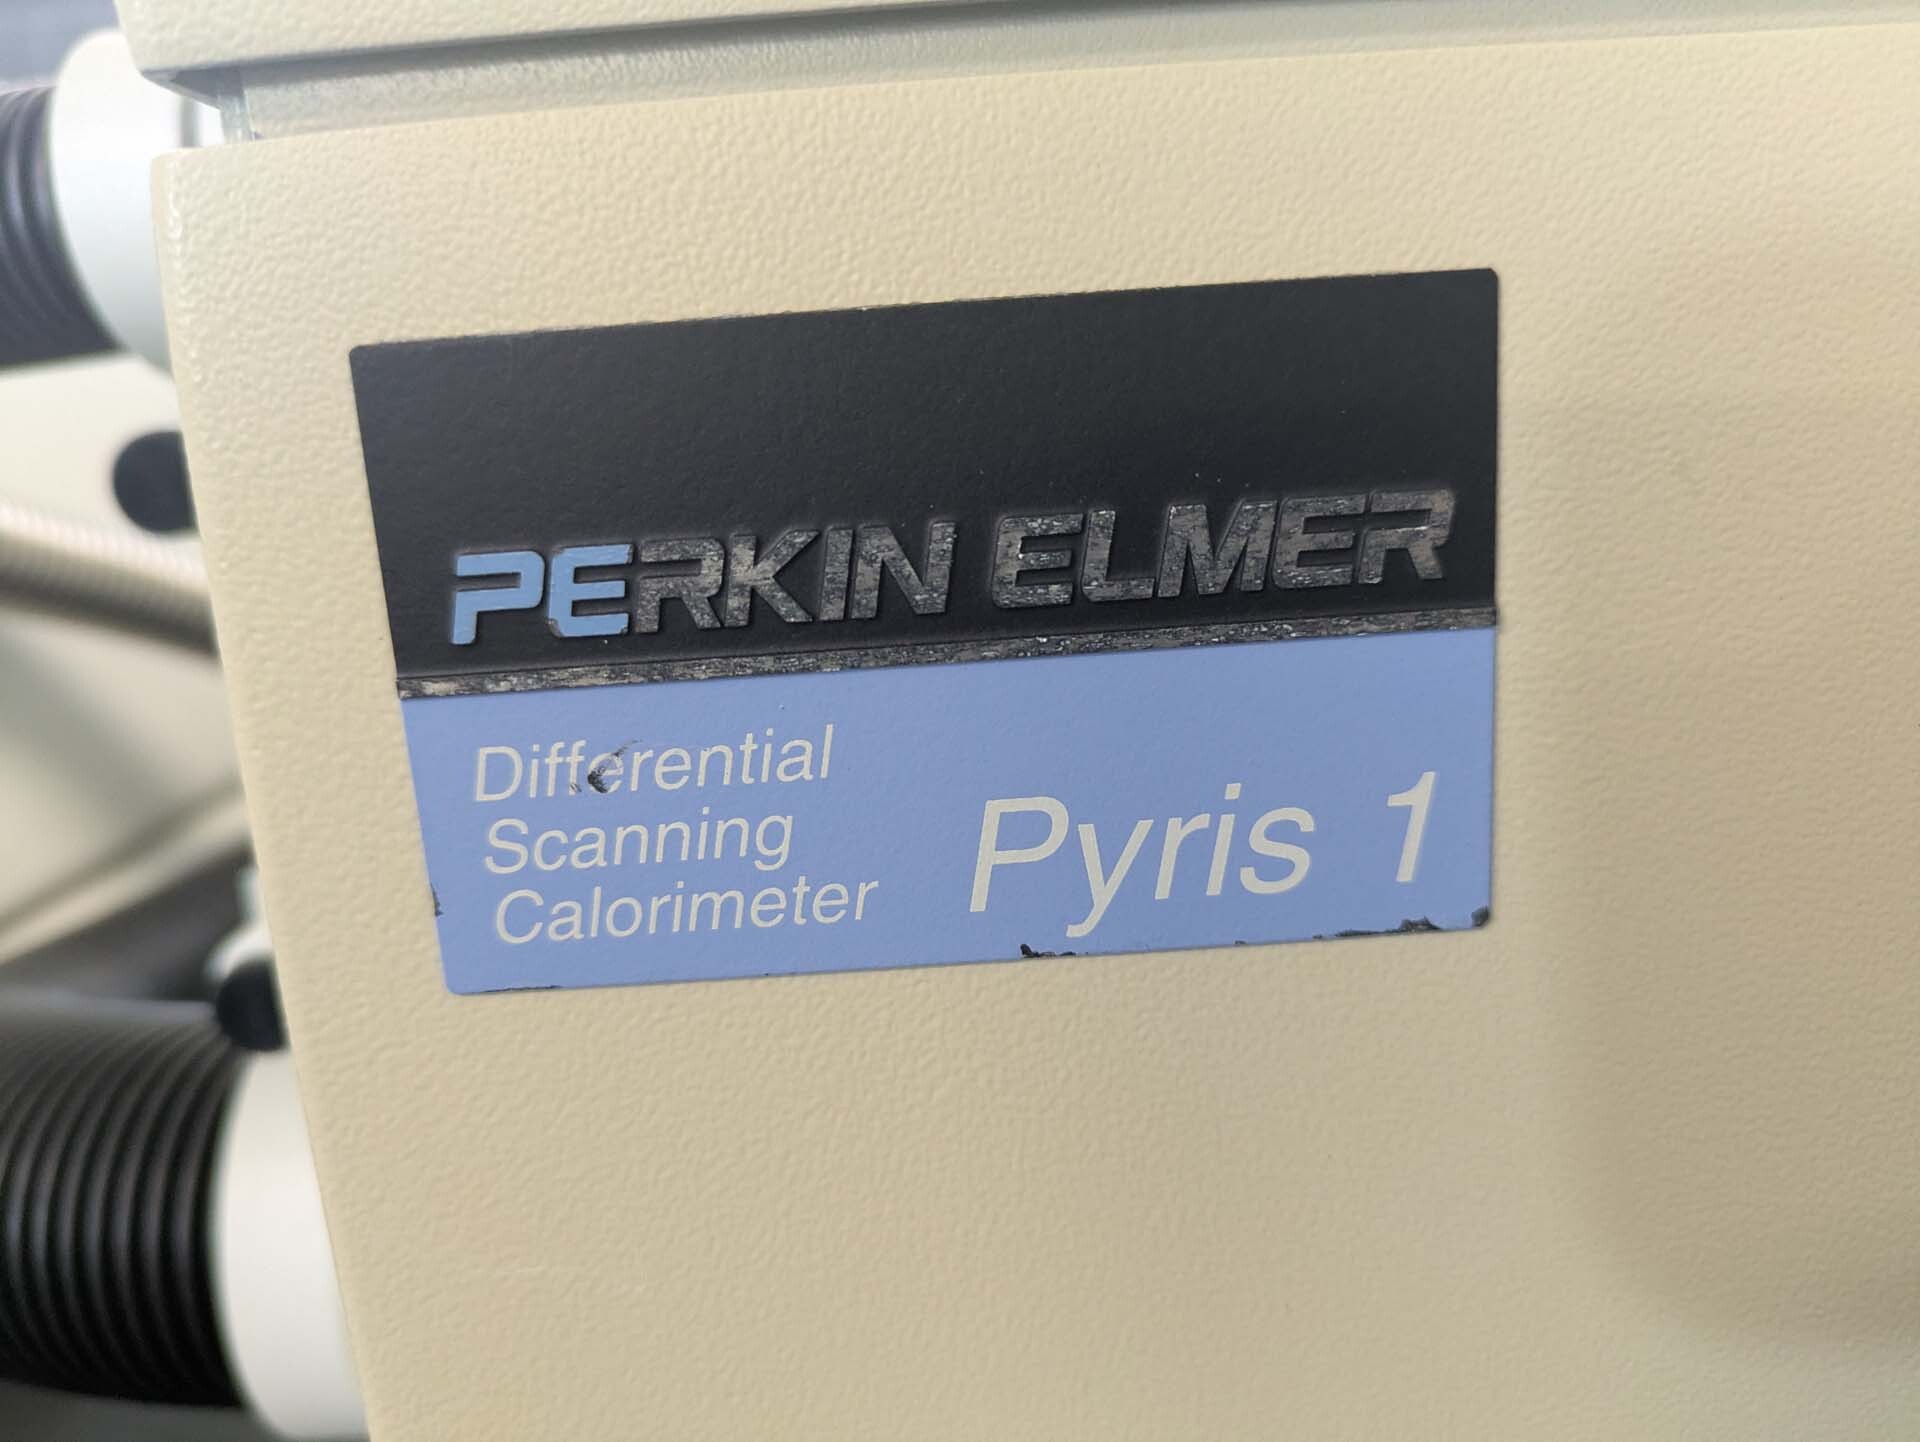 PERKIN ELMER
Differential
Scanning
Calorimeter
Pyris 1